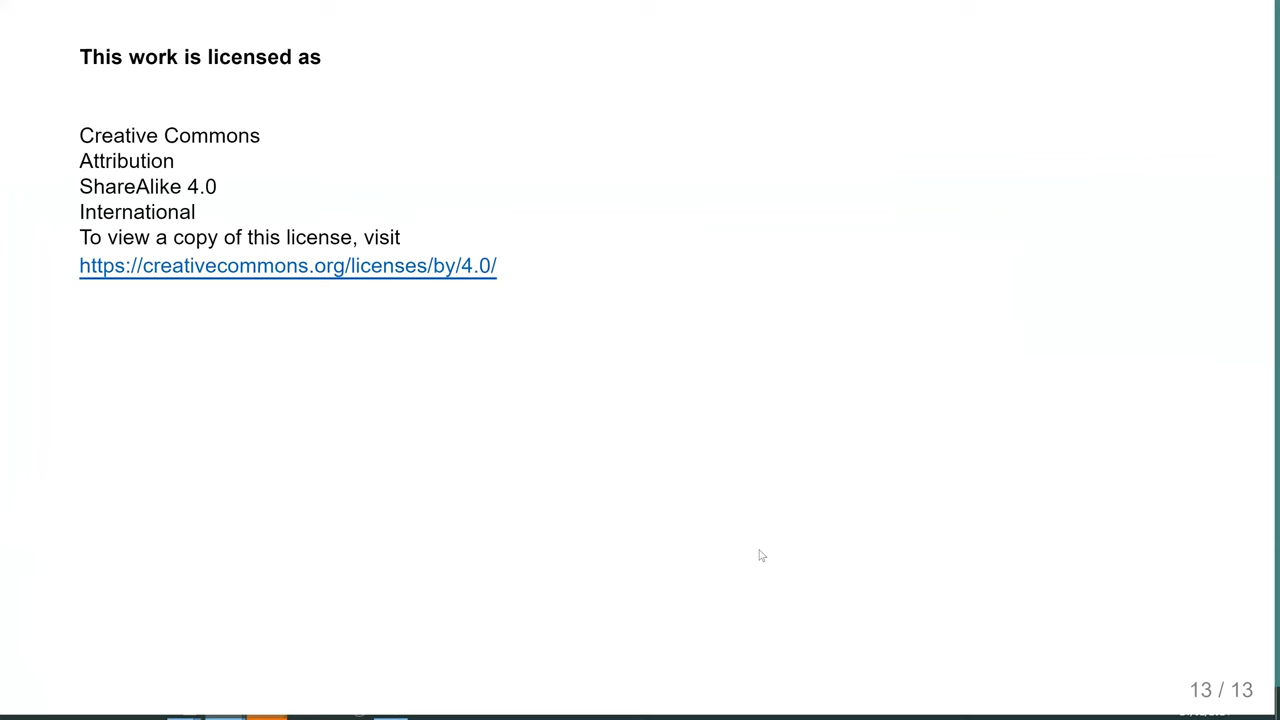 This work is licensed as
Creative Commons
Attribution
ShareAlike 4.0
International
To view a copy of this license, visit
https://creativecommons.org/licenses/by/4.0/
13 / 13